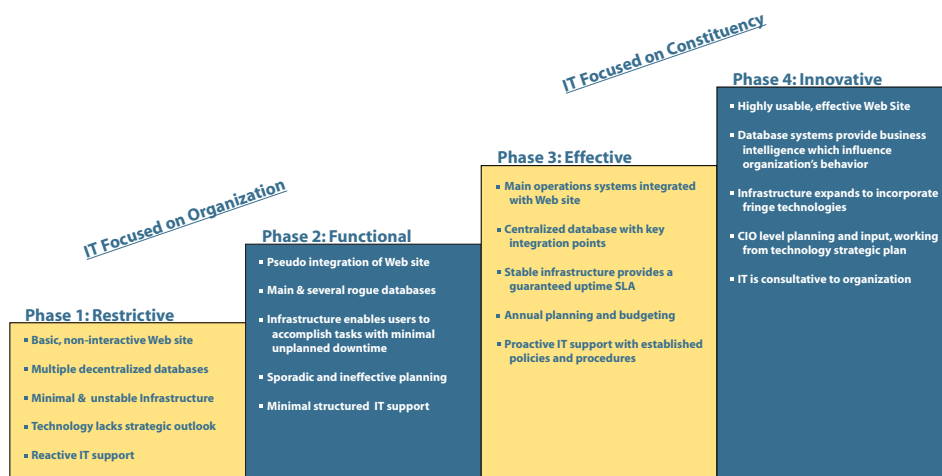 IT Focused on Organization
IT Focused on Constituency
Phase 1: Restrictive
▪ Basic, non-interactive Web site
▪ Multiple decentralized databases
▪ Minimal & unstable Infrastructure
▪ Technology lacks strategic outlook
▪ Reactive IT support
Phase 2: Functional
▪ Pseudo integration of Web site
▪ Main & several rogue databases
▪ Infrastructure enables users to
accomplish tasks with minimal
unplanned downtime
▪ Sporadic and ineffective planning
▪ Minimal structured IT support
Phase 3: Effective
▪ Main operations systems integrated
with Web site
▪ Centralized database with key
integration points
▪ Stable infrastructure provides a
guaranteed uptime SLA
▪ Annual planning and budgeting
▪ Proactive IT support with established
policies and procedures
Phase 4: Innovative
▪ Highly usable, effective Web Site
▪ Database systems provide business
intelligence which influence
organization's behavior
▪ Infrastructure expands to incorporate
fringe technologies
▪ CIO level planning and input, working
from technology strategic plan
▪ IT is consultative to organization